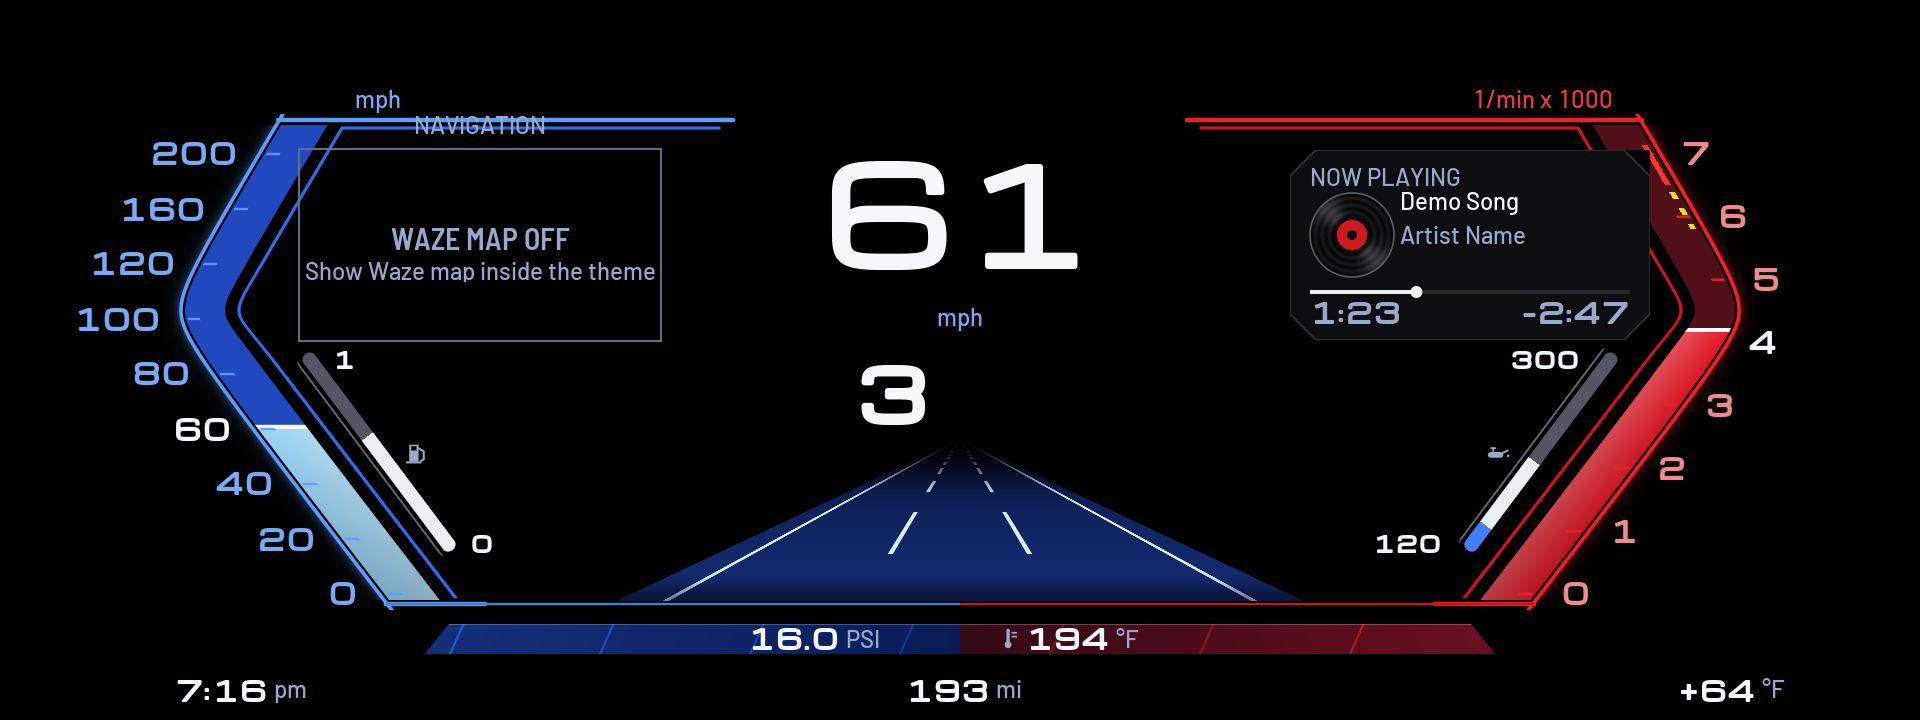 mph
NAVIGATION
200
160
120
100
80
60
40
20
0
WAZE MAP OFF
Show Waze map inside the theme
1
0
61
mph
3
1/min x 1000
NOW PLAYING
Demo Song
Artist Name
1:23 -2:47
7
6
5
4
3
2
1
0
300
120
16.0 PSI
194 °F
7:16 pm
193 mi
+64 °F